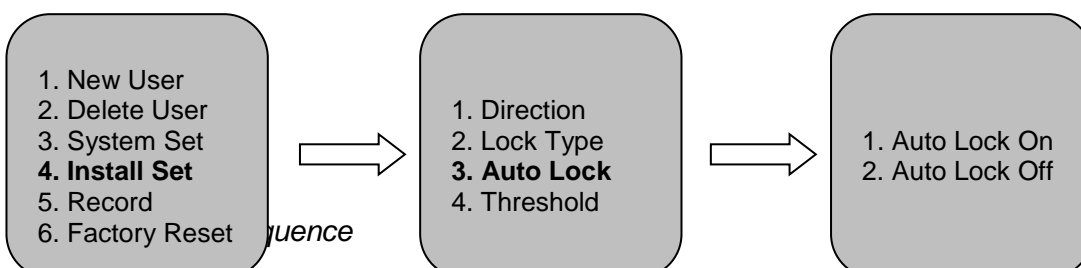 1. New User
2. Delete User
3. System Set
4. Install Set
5. Record
6. Factory Reset
1. Direction
2. Lock Type
3. Auto Lock
4. Threshold
1. Auto Lock On
2. Auto Lock Off